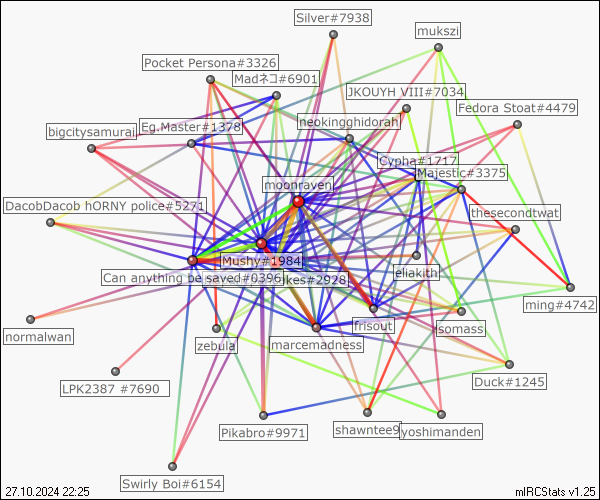 Silver#7938
mukszi
Pocket Persona#3326
Madネコ#6901
JKOUYH VIII#7034
Fedora Stoat#4479
neokingghidorah
Eg.Master#1378
bigcitysamurai
Cypha#1717
Majestic#3375
moonraven
DacobDacob hORNY police#5271
thesecondtwat
Mushy#1984
eliakith
Can anything be saved#0396
kes#2928
ming#4742
normalwan
zebula
marcemadness
frisout
isomass
LPK2387 #7690
Duck#1245
Pikabro#9971
shawntee9
yoshimanden
Swirly Boi#6154
27.10.2024 22:25
mIRCStats v1.25